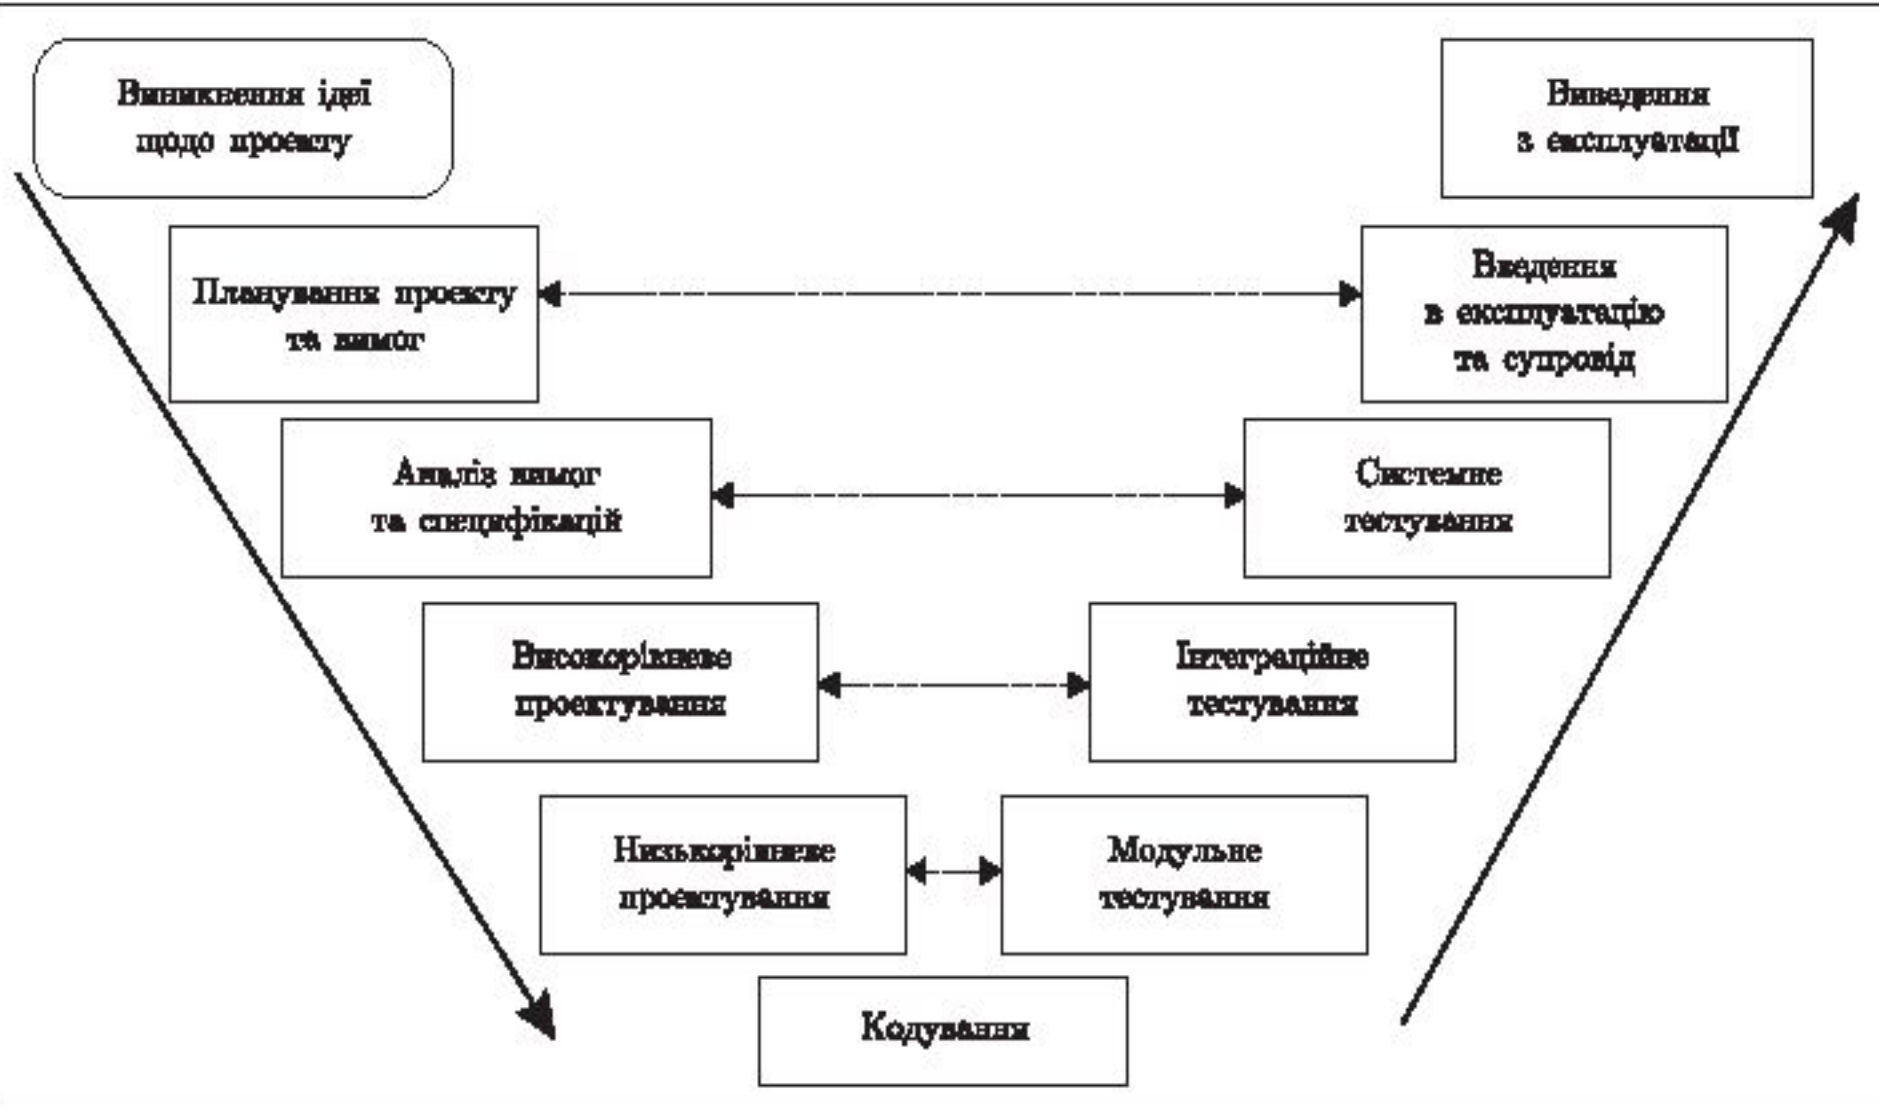 Виникнення ідеї
щодо проекту
Виведення
з експлуатації
Планування проекту
та вимог
Введення
в експлуатацію
та супровід
Аналіз вимог
та специфікацій
Системне
тестування
Високорівневе
проектування
Інтеграційне
тестування
Низькорівневе
проектування
Модульне
тестування
Кодування